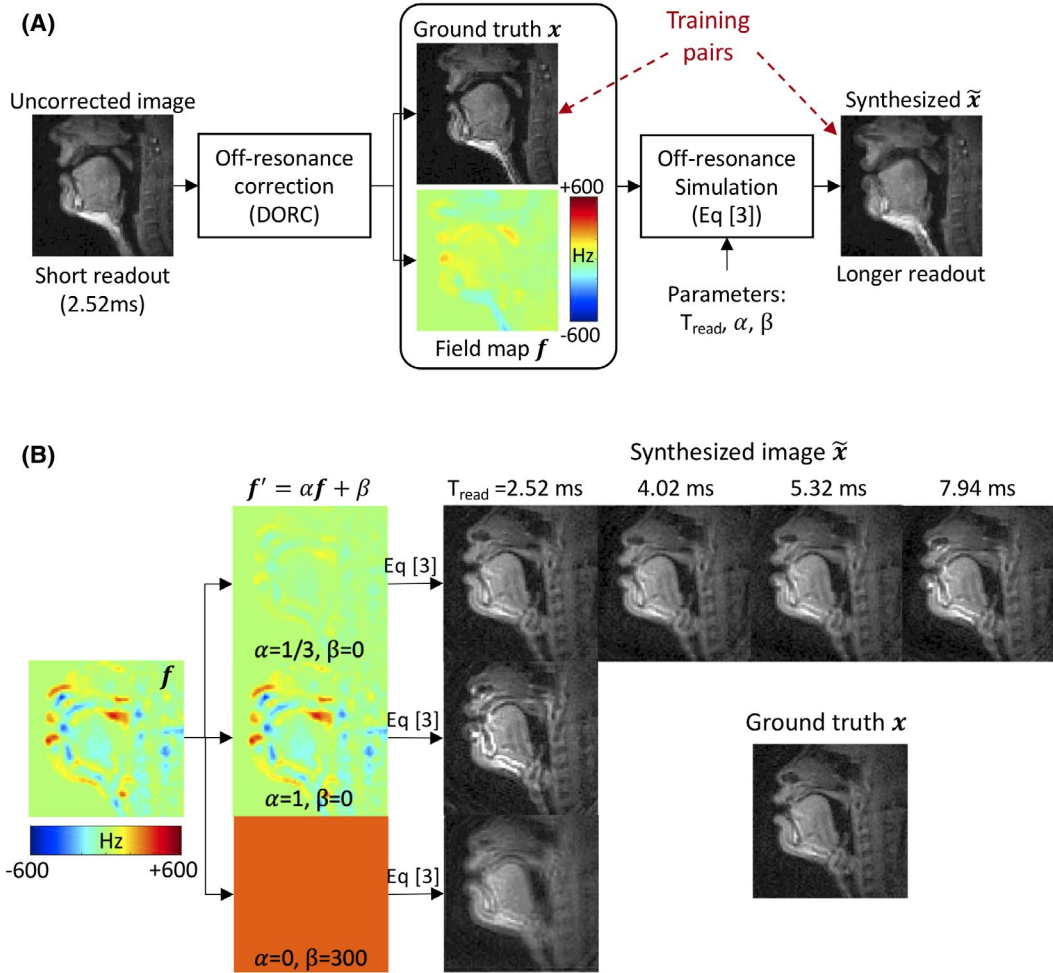 (A)
Uncorrected image
Short readout
(2.52ms)
Off-resonance
correction
(DORC)
Ground truth x
+600
Hz
-600
Field map f
Training
pairs
Off-resonance
Simulation
(Eq [3])
Parameters:
Tread, α, β
Synthesized x̃
Longer readout
(B)
Synthesized image x̃
f′ = αf + β
Tread =2.52 ms
4.02 ms
5.32 ms
7.94 ms
Eq [3]
α=1/3, β=0
f
Eq [3]
α=1, β=0
Ground truth x
Hz
-600
+600
Eq [3]
α=0, β=300